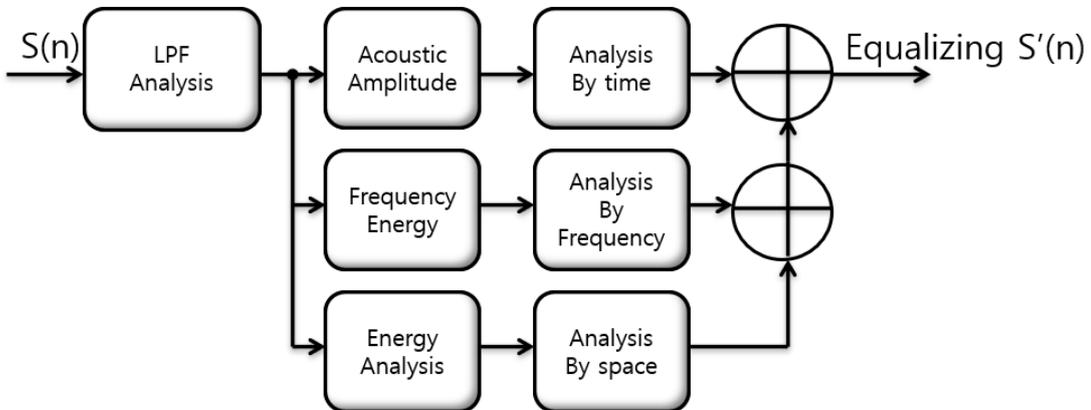 S(n)
LPF
Analysis
Acoustic
Amplitude
Analysis
By time
Equalizing S’(n)
Frequency
Energy
Analysis
By
Frequency
Energy
Analysis
Analysis
By space